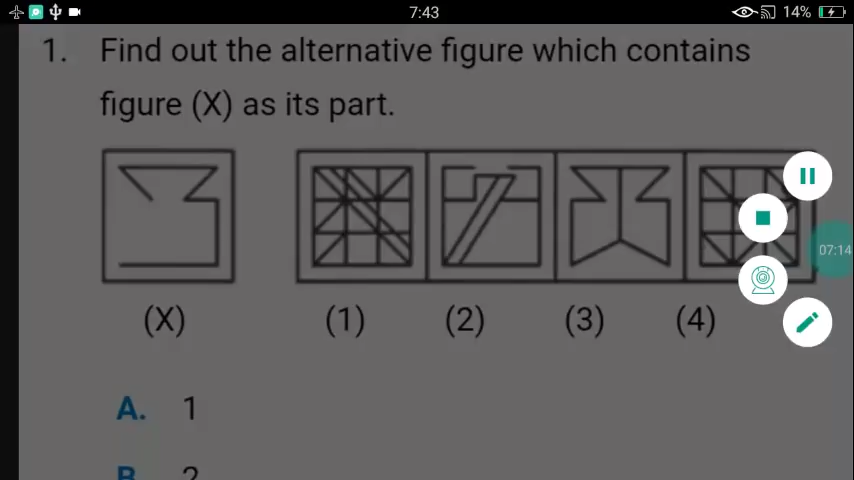 7:43
14%
1. Find out the alternative figure which contains
figure (X) as its part.
07:14
(X) (1) (2) (3) (4)
A. 1
B 2